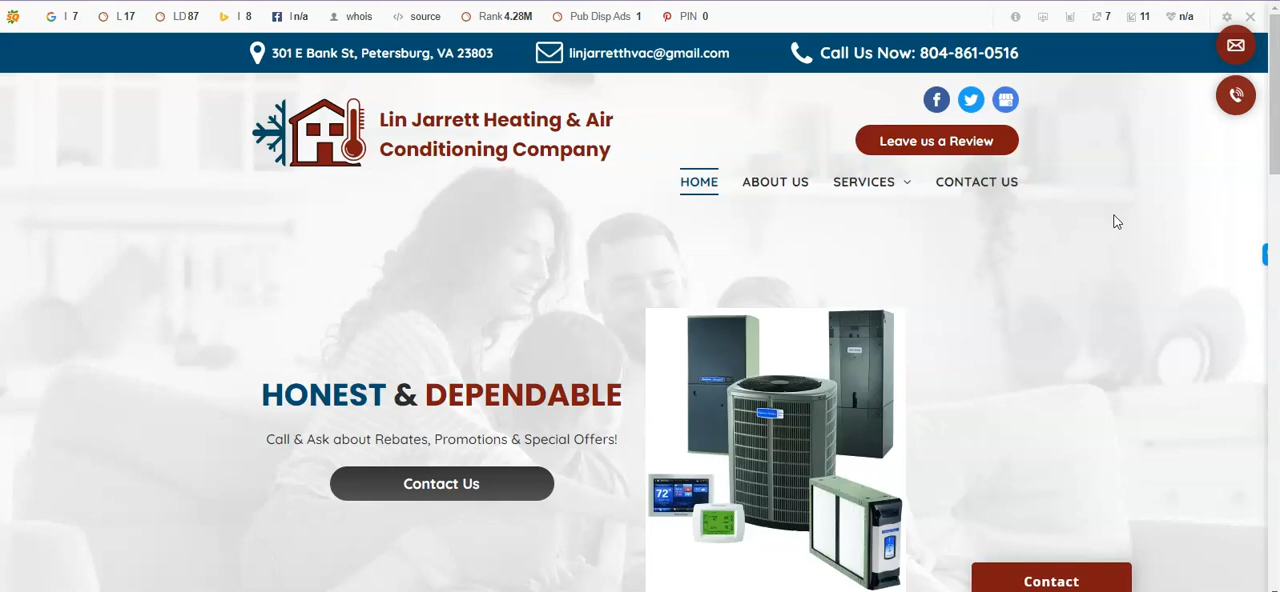 I 7 L 17 LD 87 I 8 I n/a whois source Rank 4.28M Pub Disp Ads 1 PIN 0 7 11 n/a
301 E Bank St, Petersburg, VA 23803 linjarretthvac@gmail.com Call Us Now: 804-861-0516
Lin Jarrett Heating & Air
Conditioning Company
Leave us a Review
HOME ABOUT US SERVICES CONTACT US
HONEST & DEPENDABLE
Call & Ask about Rebates, Promotions & Special Offers!
Contact Us
72°
Contact